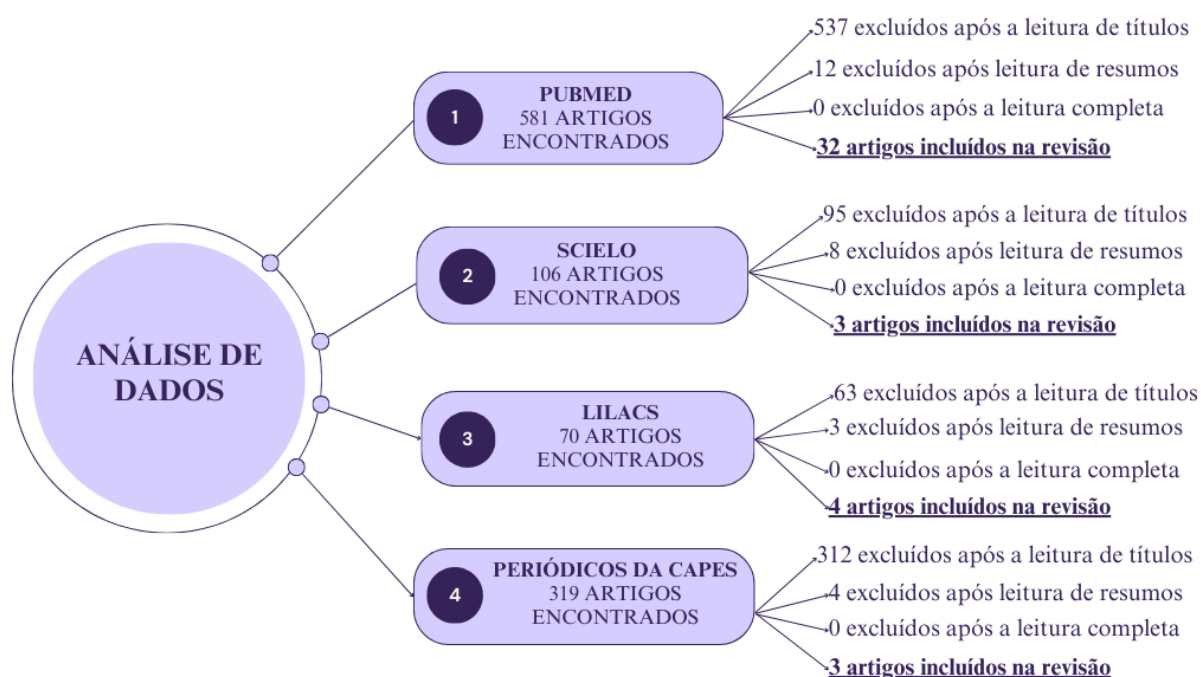 ANÁLISE DE
DADOS
1
PUBMED
581 ARTIGOS
ENCONTRADOS
537 excluídos após a leitura de títulos
12 excluídos após leitura de resumos
0 excluídos após a leitura completa
32 artigos incluídos na revisão
2
SCIELO
106 ARTIGOS
ENCONTRADOS
95 excluídos após a leitura de títulos
8 excluídos após leitura de resumos
0 excluídos após a leitura completa
3 artigos incluídos na revisão
3
LILACS
70 ARTIGOS
ENCONTRADOS
63 excluídos após a leitura de títulos
3 excluídos após leitura de resumos
0 excluídos após a leitura completa
4 artigos incluídos na revisão
4
PERIÓDICOS DA CAPES
319 ARTIGOS
ENCONTRADOS
312 excluídos após a leitura de títulos
4 excluídos após leitura de resumos
0 excluídos após a leitura completa
3 artigos incluídos na revisão